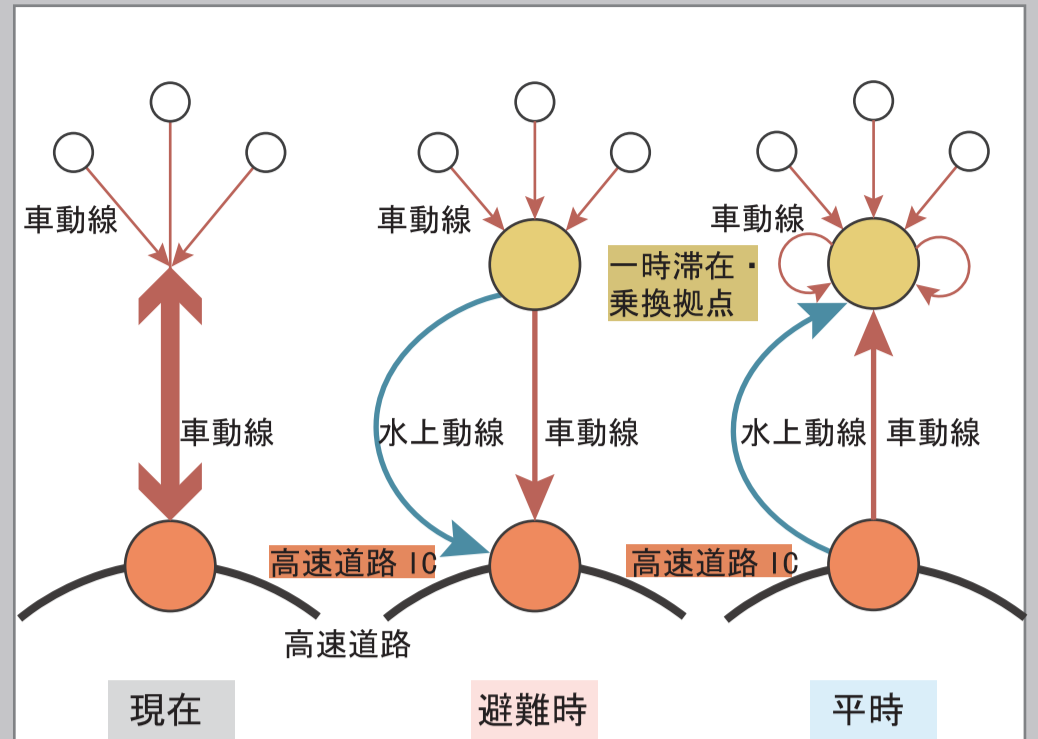 車動線
車動線
車動線
一時滞在・
乗換拠点
車動線
水上動線
車動線
水上動線
車動線
高速道路 IC
高速道路 IC
高速道路
現在
避難時
平時